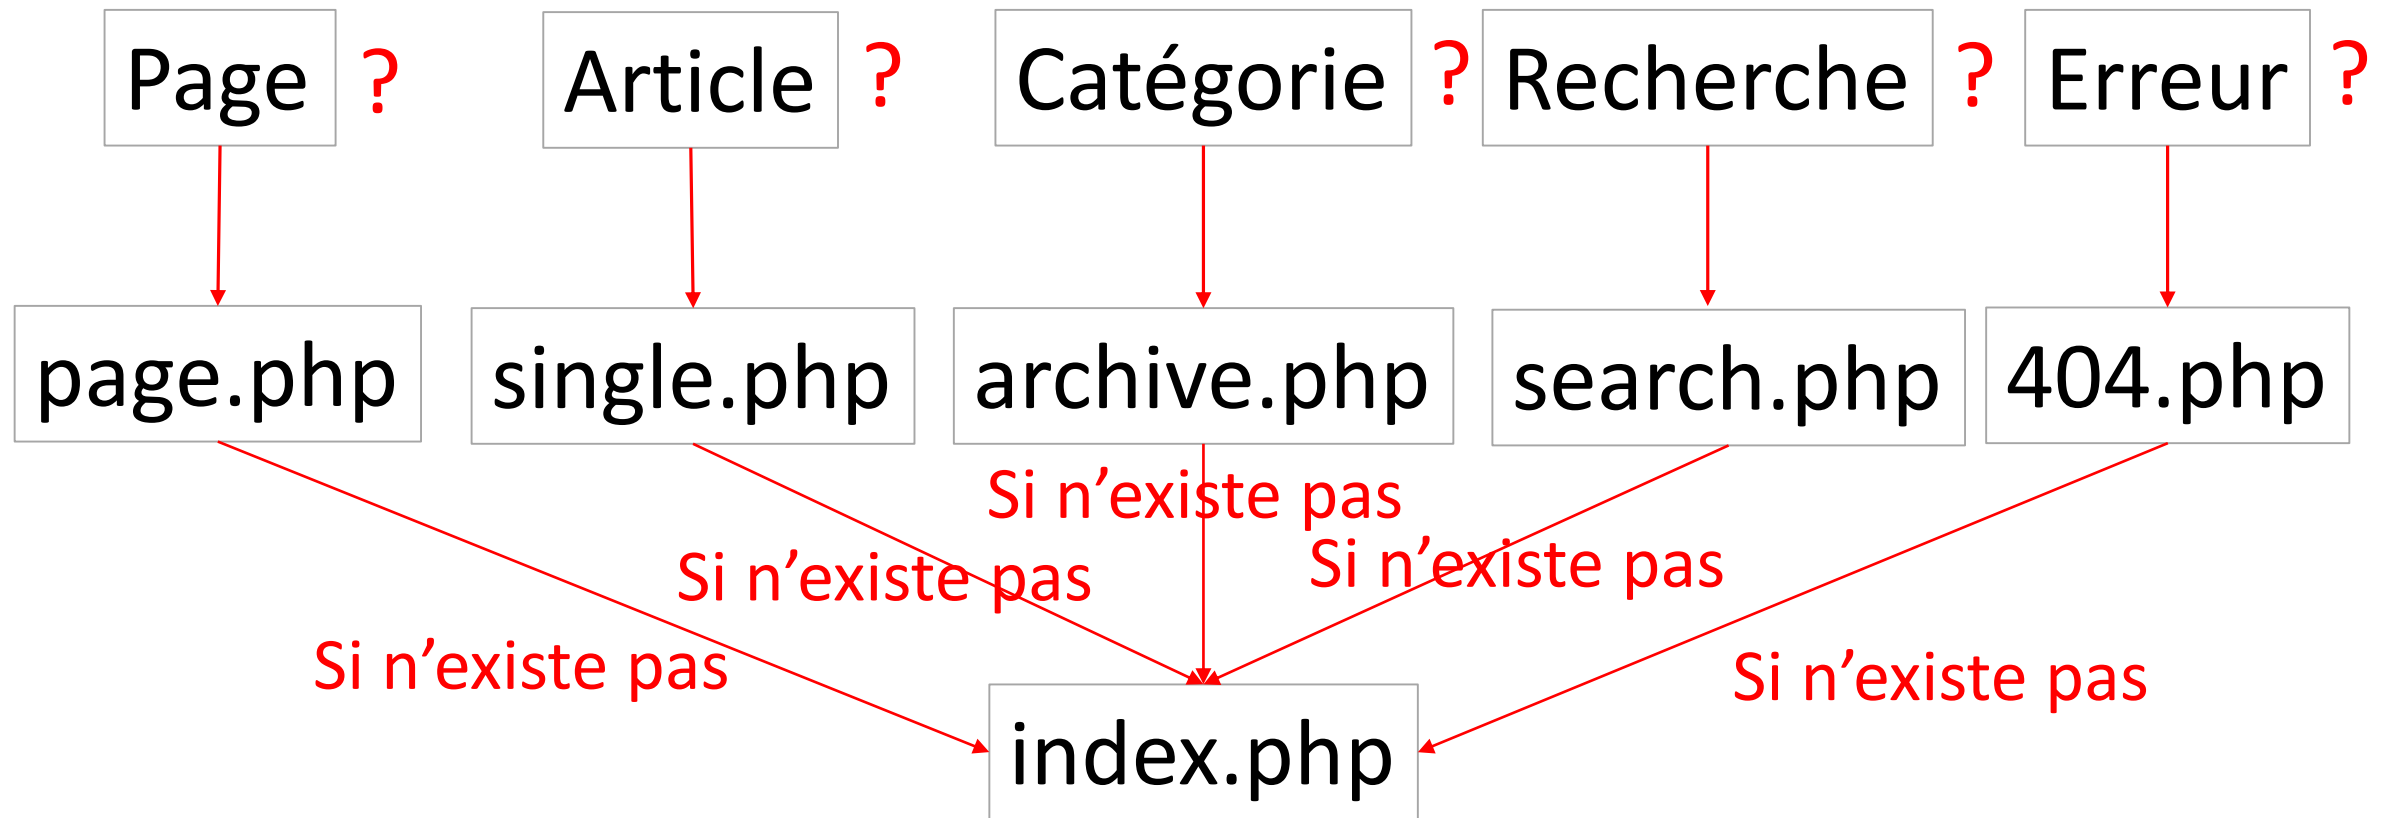 Page ?
Article ?
Catégorie ?
Recherche ?
Erreur ?
page.php
single.php
archive.php
search.php
404.php
Si n’existe pas
Si n’existe pas
Si n’existe pas
Si n’existe pas
Si n’existe pas
index.php